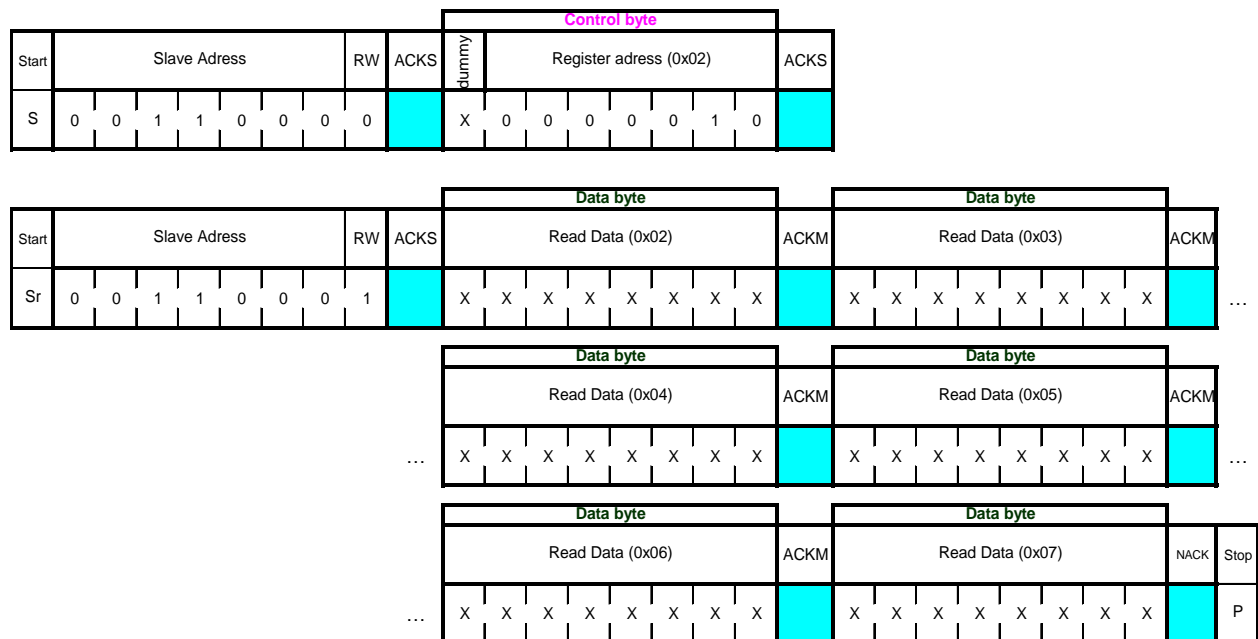 Control byte
Start Slave Adress RW ACKS dummy Register adress (0x02) ACKS
S 0 0 1 1 0 0 0 0 X 0 0 0 0 0 1 0
Data byte Data byte
Start Slave Adress RW ACKS Read Data (0x02) ACKM Read Data (0x03) ACKM
Sr 0 0 1 1 0 0 0 1 X X X X X X X X X X X X X X X X …
Data byte Data byte
Read Data (0x04) ACKM Read Data (0x05) ACKM
… X X X X X X X X X X X X X X X X …
Data byte Data byte
Read Data (0x06) ACKM Read Data (0x07) NACK Stop
… X X X X X X X X X X X X X X X X P